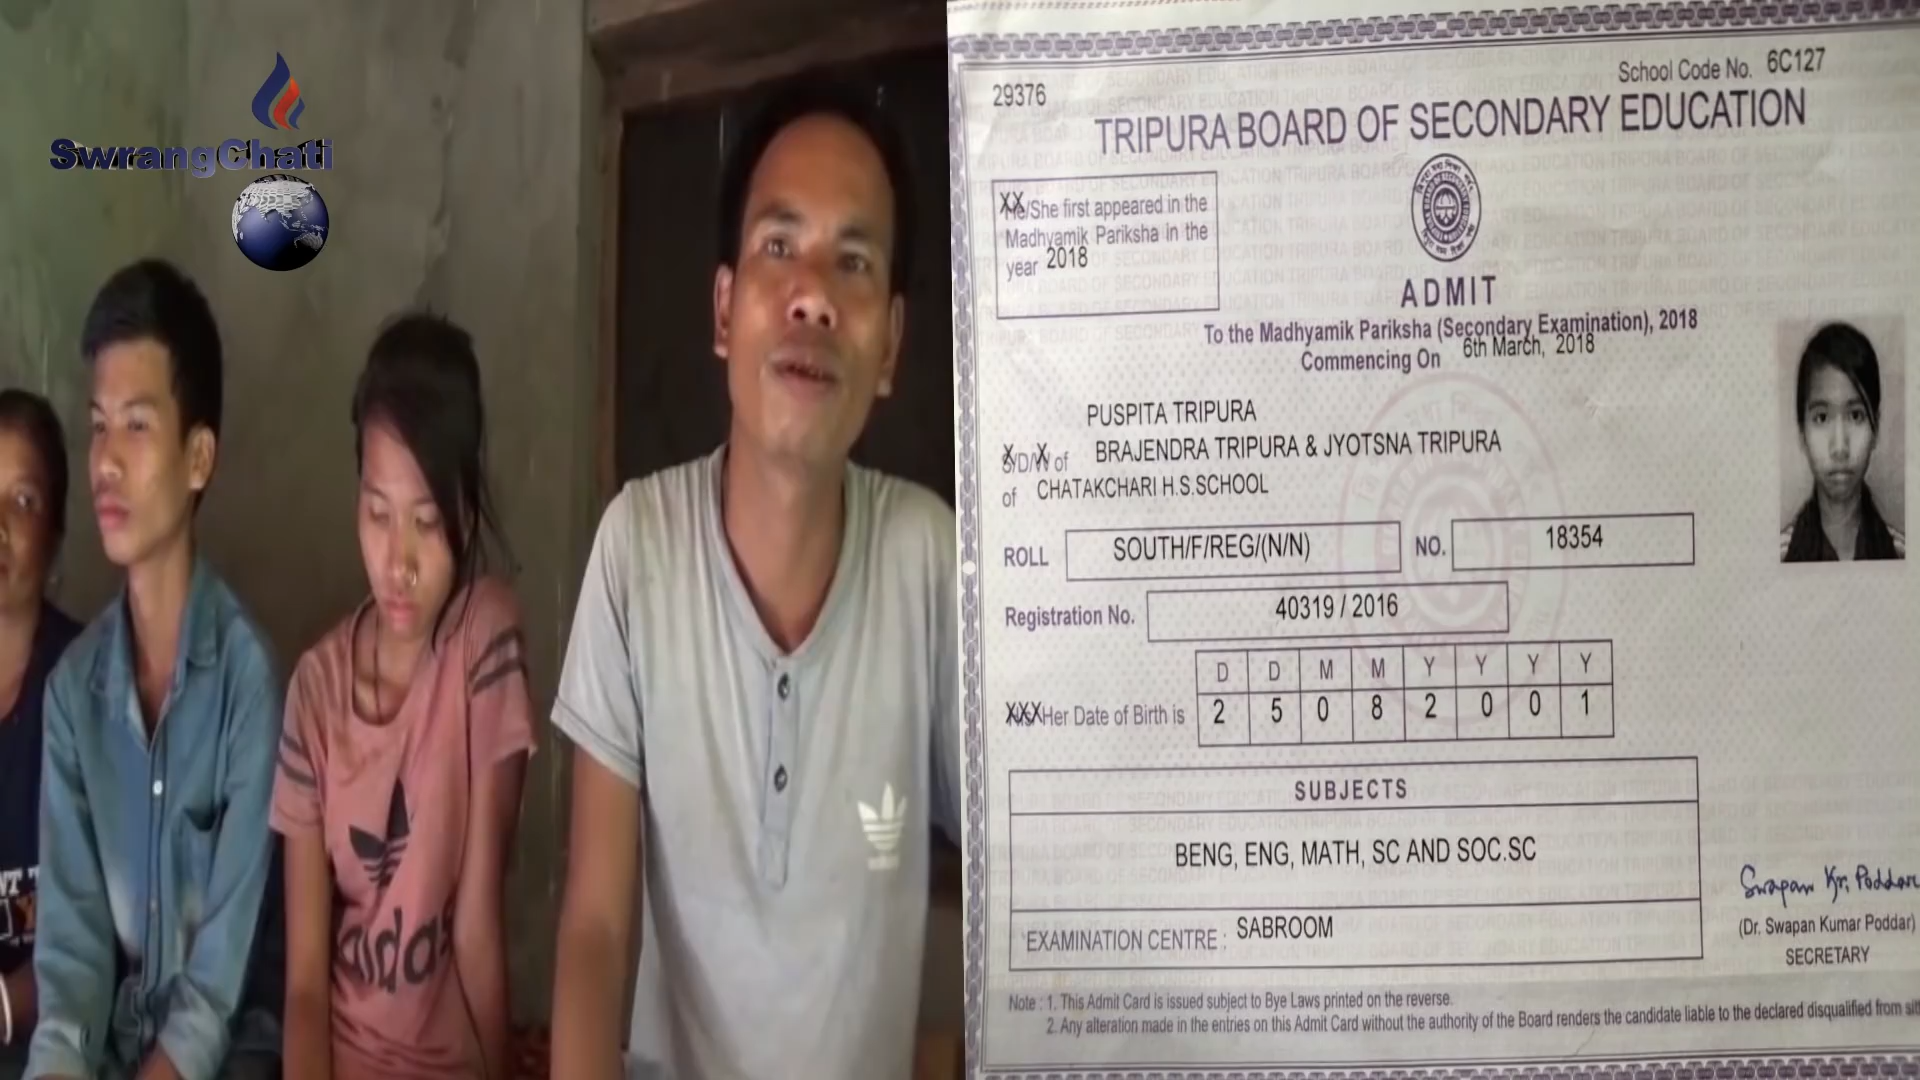 SwrangChati
adidas
29376
School Code No. 6C127
TRIPURA BOARD OF SECONDARY EDUCATION
XX
He/She first appeared in the
Madhyamik Pariksha in the
year 2018
ADMIT
To the Madhyamik Pariksha (Secondary Examination), 2018
Commencing On 6th March, 2018
PUSPITA TRIPURA
S/D/W of BRAJENDRA TRIPURA & JYOTSNA TRIPURA
of CHATAKCHARI H.S.SCHOOL
ROLL SOUTH/F/REG/(N/N) NO. 18354
Registration No. 40319 / 2016
D D M M Y Y Y Y
XXX Her Date of Birth is 2 5 0 8 2 0 0 1
SUBJECTS
BENG, ENG, MATH, SC AND SOC.SC
EXAMINATION CENTRE : SABROOM
Swapan Kr. Poddar
(Dr. Swapan Kumar Poddar)
SECRETARY
Note : 1. This Admit Card is issued subject to Bye Laws printed on the reverse.
2. Any alteration made in the entries on this Admit Card without the authority of the Board renders the candidate liable to the declared disqualified from